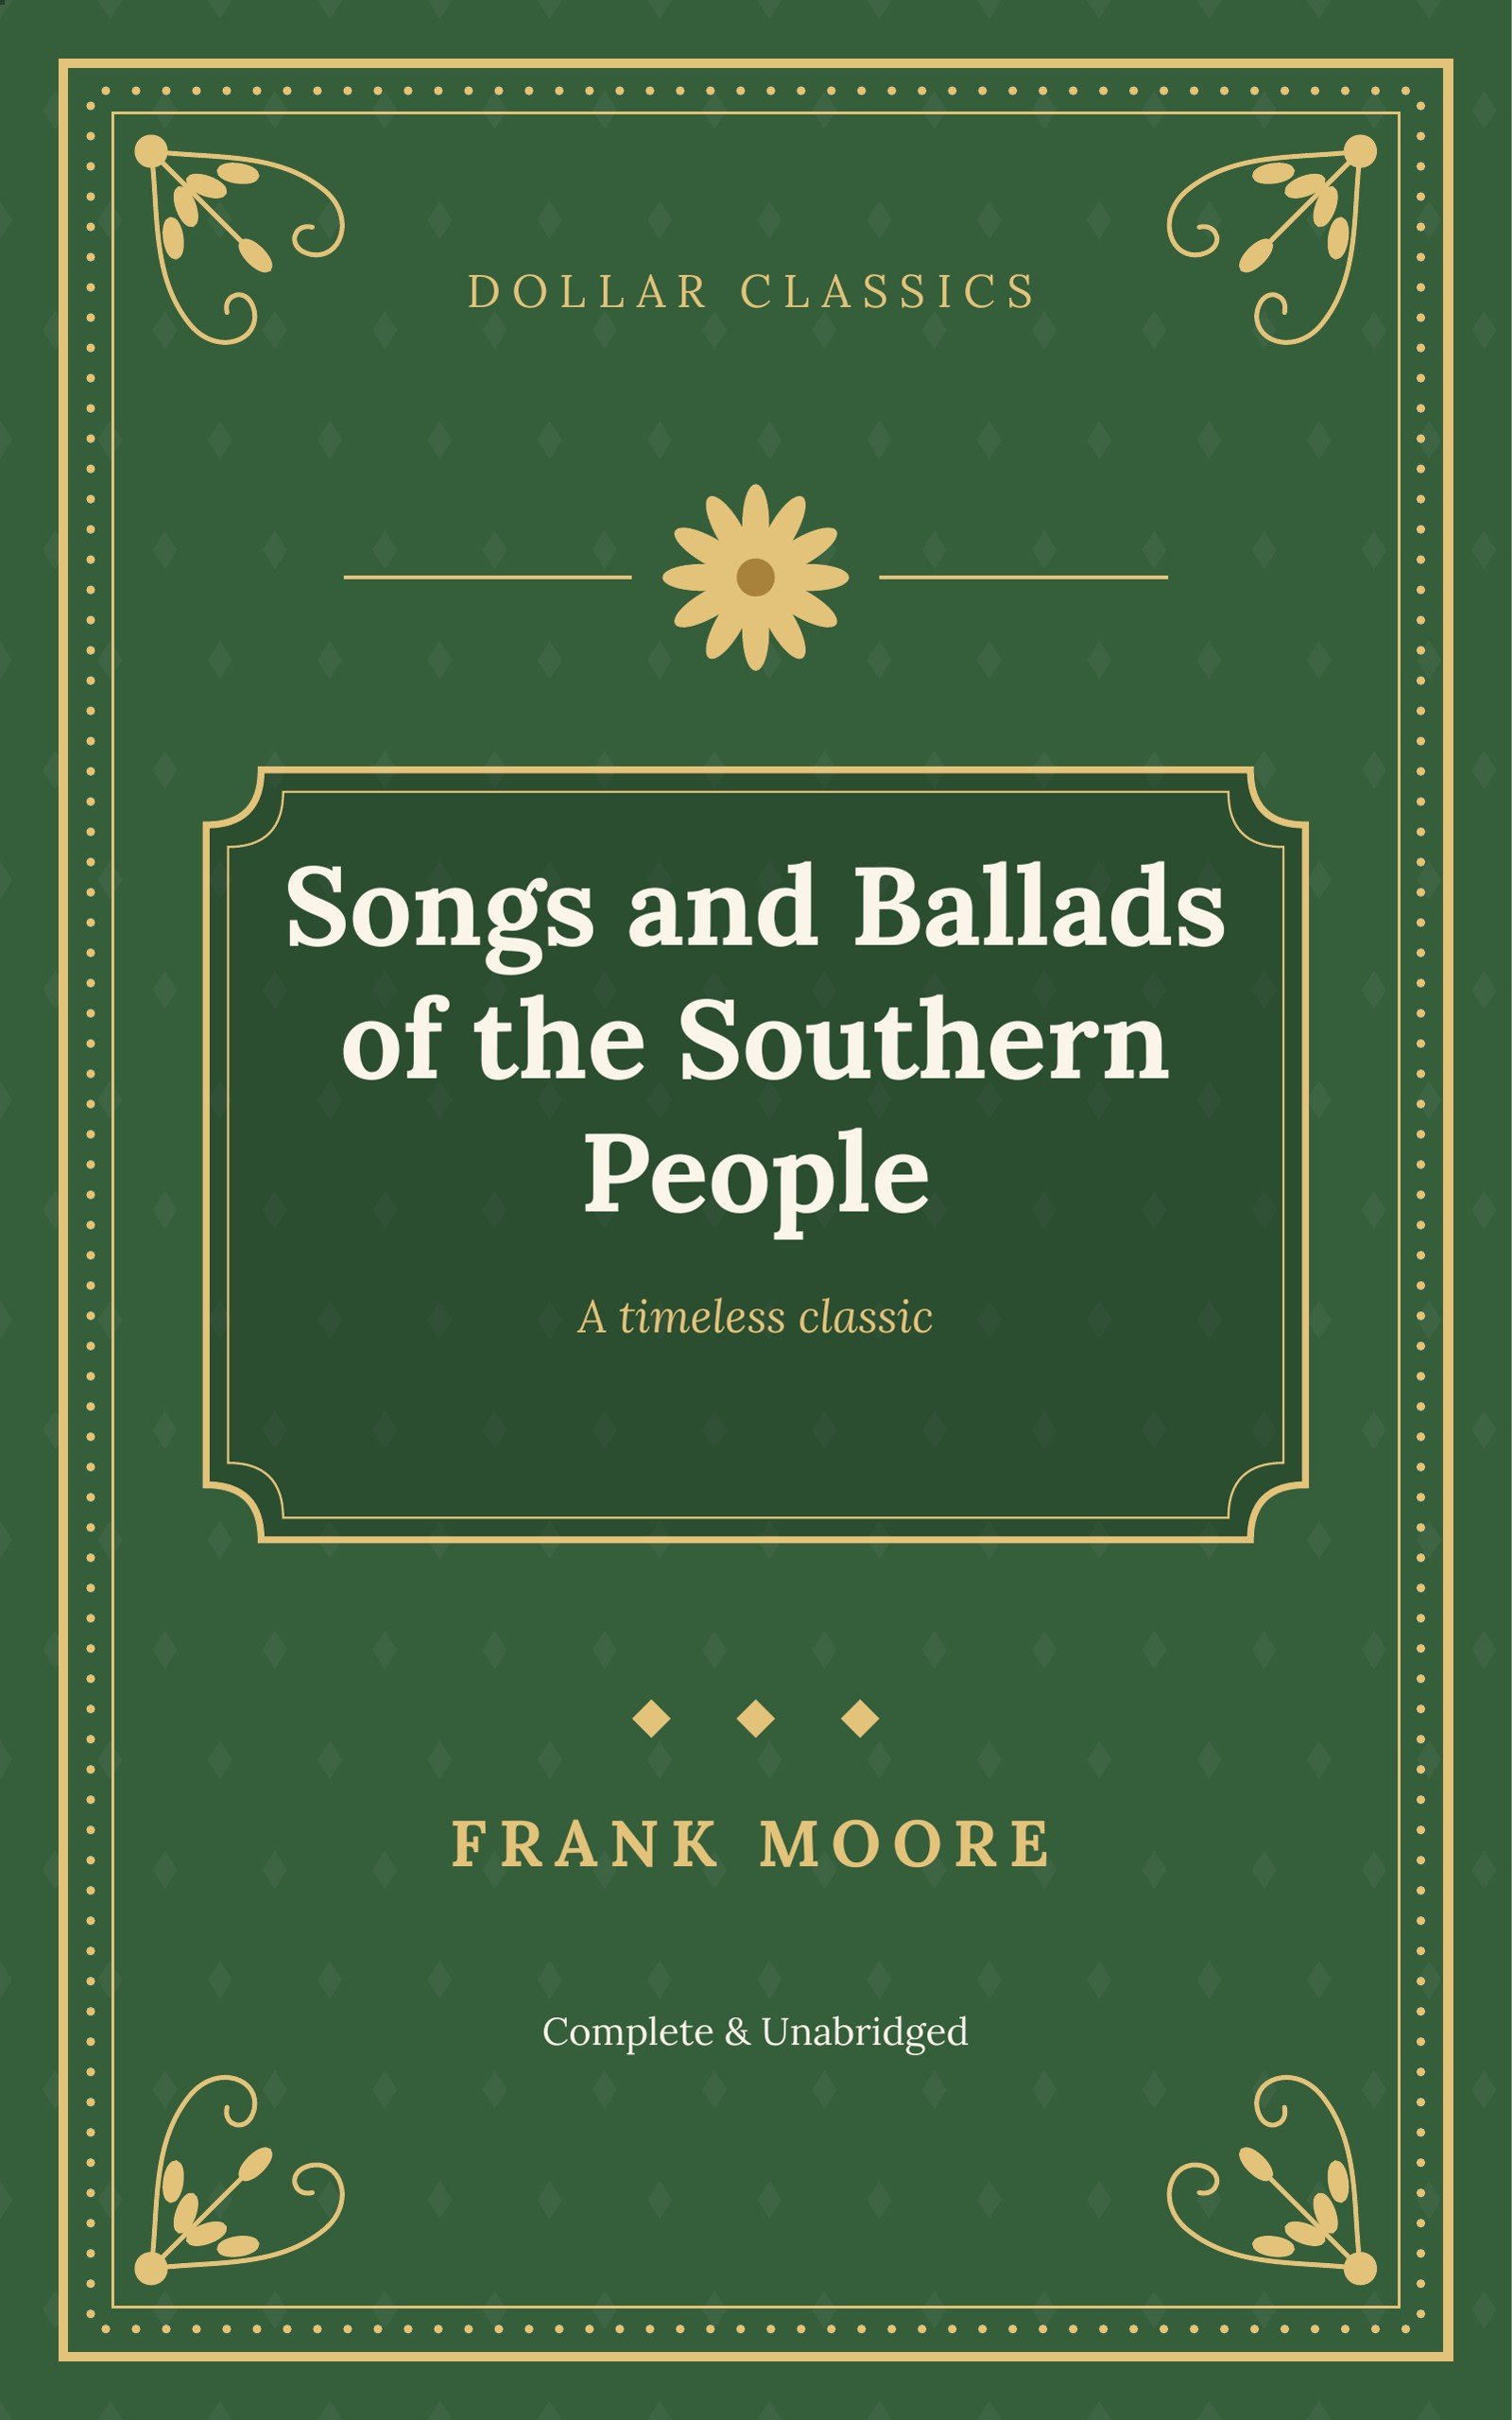 DOLLAR CLASSICS
Songs and Ballads
of the Southern
People
A timeless classic
FRANK MOORE
Complete & Unabridged